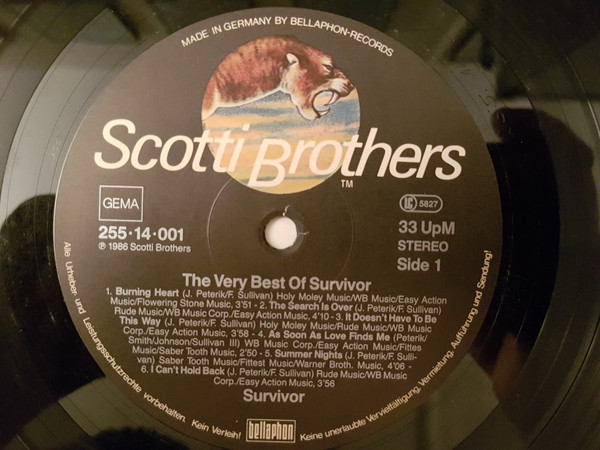 MADE IN GERMANY BY BELLAPHON-RECORDS
Scotti Brothers
TM
GEMA
LC 5827
255·14·001
33 UpM
℗ 1986 Scotti Brothers
STEREO
Side 1
The Very Best Of Survivor
1. Burning Heart (J. Peterik/F. Sullivan) Holy Moley Music/WB Music/Easy Action
Music/Flowering Stone Music, 3'51 - 2. The Search Is Over (J. Peterik/F. Sullivan)
Rude Music/WB Music Corp./Easy Action Music, 4'10 - 3. It Doesn't Have To Be
This Way (J. Peterik/F. Sullivan) Holy Moley Music/Rude Music/WB Music
Corp./Easy Action Music, 3'58 - 4. As Soon As Love Finds Me (Peterik/
Smith/Johnson/Sullivan III) WB Music Corp./Easy Action Music/Fittes
Music/Saber Tooth Music, 2'50 - 5. Summer Nights (J. Peterik/F. Sulli-
van) Saber Tooth Music/Fittest Music/Warner Broth. Music, 4'06 -
6. I Can't Hold Back (J. Peterik/F. Sullivan) Rude Music/WB Music
Corp./Easy Action Music, 3'56
Survivor
Alle Urheber- und Leistungsschutzrechte vorbehalten. Kein Verleih!
bellaphon
Keine unerlaubte Vervielfältigung, Vermietung, Aufführung und Sendung!